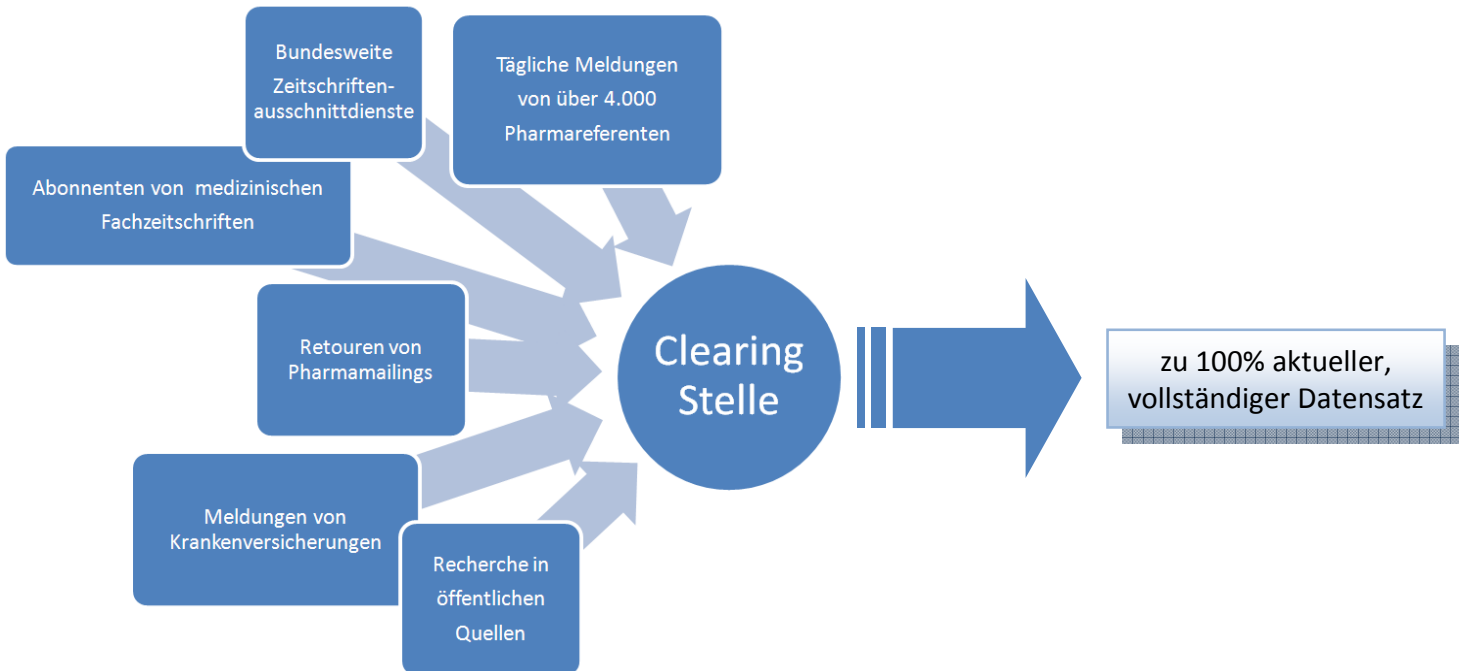 Bundesweite
Zeitschriften-
ausschnittdienste
Tägliche Meldungen
von über 4.000
Pharmareferenten
Abonnenten von medizinischen
Fachzeitschriften
Retouren von
Pharmamailings
Meldungen von
Krankenversicherungen
Recherche in
öffentlichen
Quellen
Clearing
Stelle
zu 100% aktueller,
vollständiger Datensatz